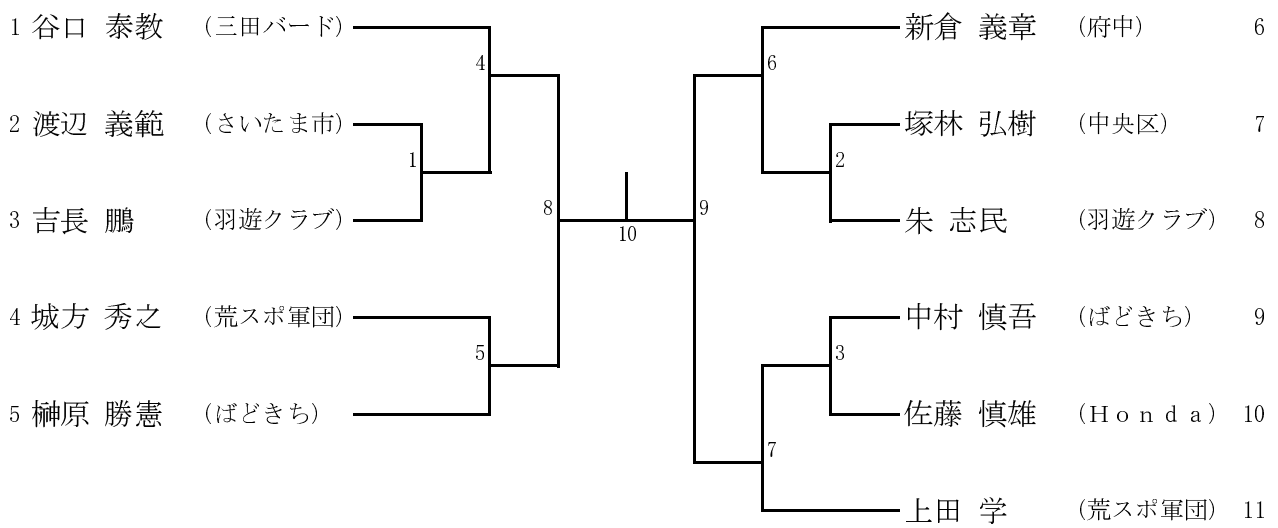 1 谷口 泰教 (三田バード)
4
2 渡辺 義範 (さいたま市)
1
3 吉長 鵬 (羽遊クラブ)
8
4 城方 秀之 (荒スポ軍団)
5
5 榊原 勝憲 (ばどきち)
10
新倉 義章 (府中) 6
6
塚林 弘樹 (中央区) 7
2
朱 志民 (羽遊クラブ) 8
9
中村 慎吾 (ばどきち) 9
3
佐藤 慎雄 (Ｈｏｎｄａ) 10
7
上田 学 (荒スポ軍団) 11